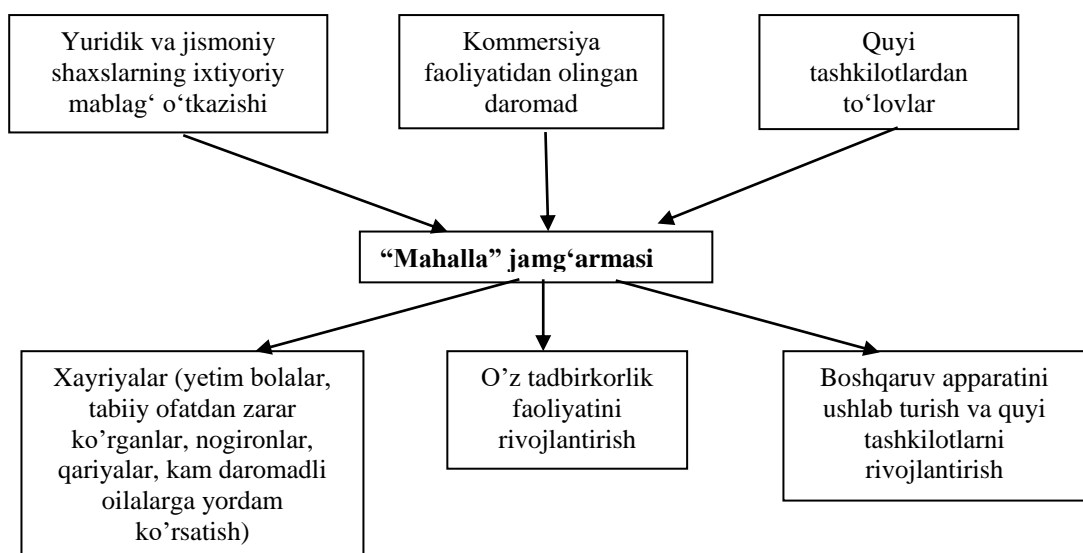 Yuridik va jismoniy
shaxslarning ixtiyoriy
mablag‘ o‘tkazishi
Kommersiya
faoliyatidan olingan
daromad
Quyi
tashkilotlardan
to‘lovlar
“Mahalla” jamg‘armasi
Xayriyalar (yetim bolalar,
tabiiy ofatdan zarar
ko’rganlar, nogironlar,
qariyalar, kam daromadli
oilalarga yordam
ko’rsatish)
O’z tadbirkorlik
faoliyatini
rivojlantirish
Boshqaruv apparatini
ushlab turish va quyi
tashkilotlarni
rivojlantirish